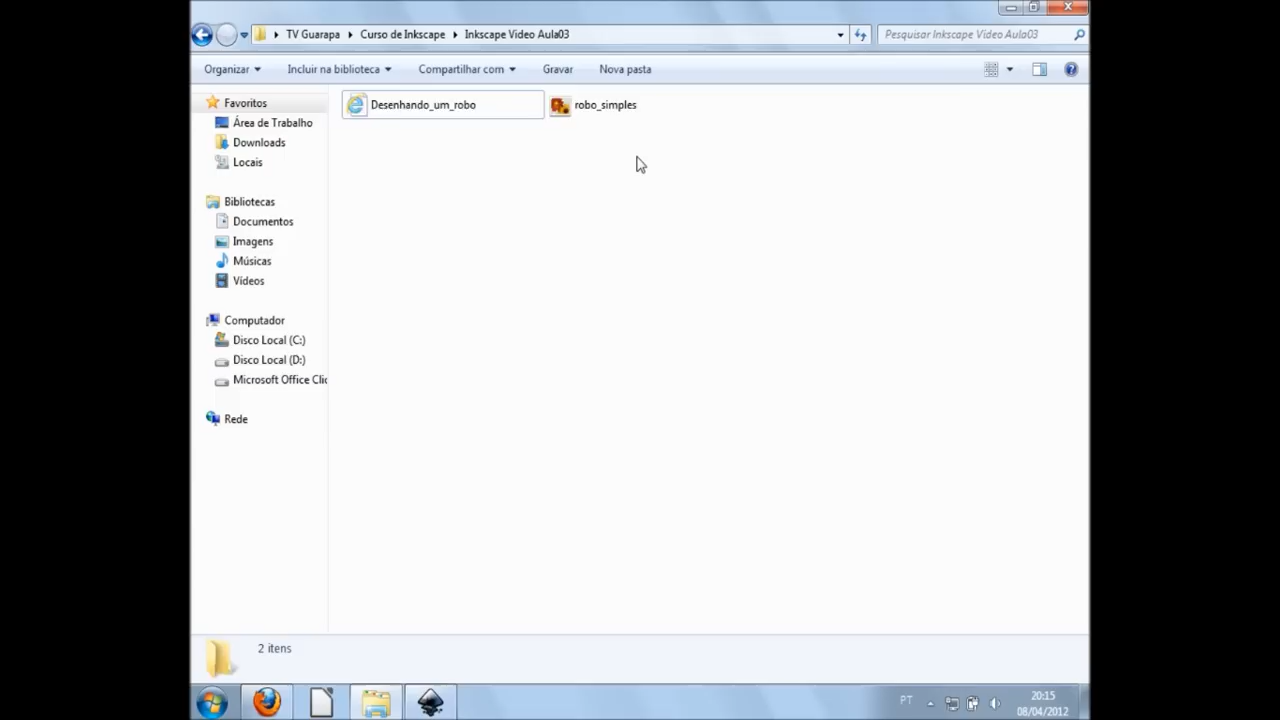 TV Guarapa Curso de Inkscape Inkscape Video Aula03
Pesquisar Inkscape Video Aula03
Organizar Incluir na biblioteca Compartilhar com Gravar Nova pasta
Favoritos
Área de Trabalho
Downloads
Locais
Bibliotecas
Documentos
Imagens
Músicas
Vídeos
Computador
Disco Local (C:)
Disco Local (D:)
Microsoft Office Clic
Rede
Desenhando_um_robo robo_simples
2 itens
PT
20:15
08/04/2012